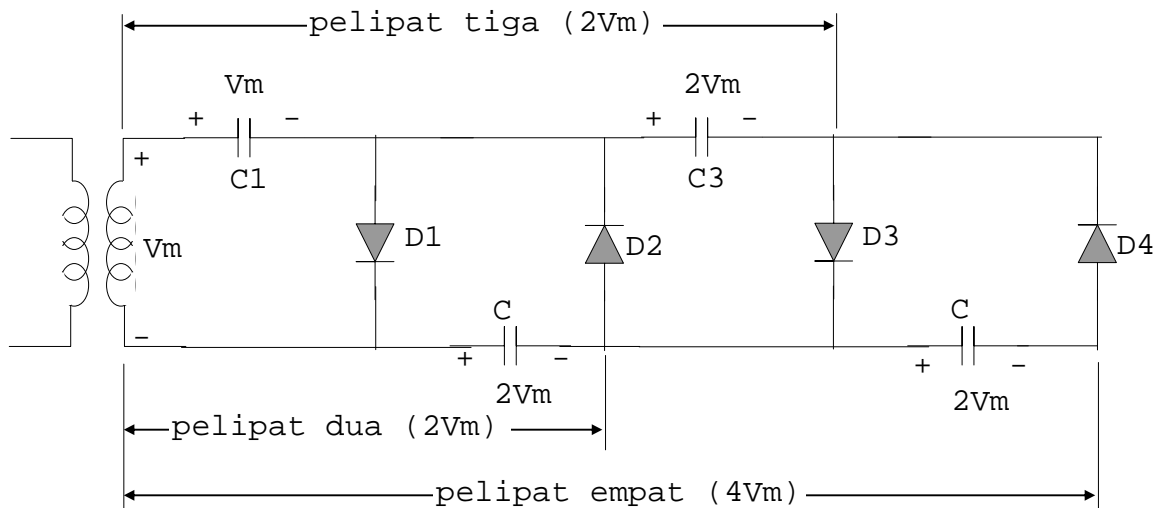 pelipat tiga (2Vm)
Vm
2Vm
+ -
+ -
+
C1
C3
D1
D2
D3
D4
Vm
C
C
-
+ -
+ -
2Vm
2Vm
pelipat dua (2Vm)
pelipat empat (4Vm)